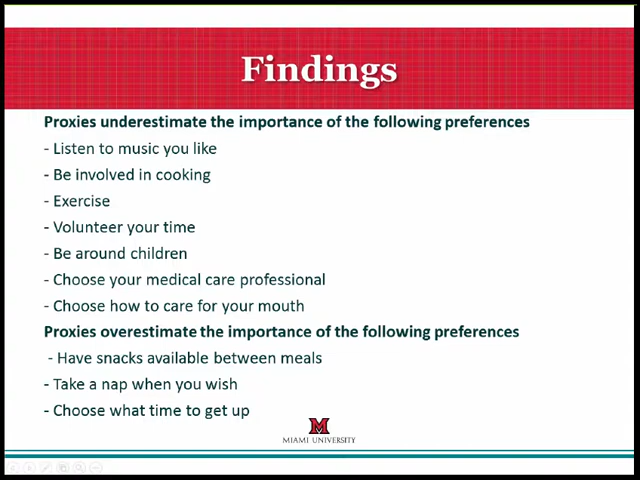 Findings
Proxies underestimate the importance of the following preferences
- Listen to music you like
- Be involved in cooking
- Exercise
- Volunteer your time
- Be around children
- Choose your medical care professional
- Choose how to care for your mouth
Proxies overestimate the importance of the following preferences
- Have snacks available between meals
- Take a nap when you wish
- Choose what time to get up
M
MIAMI UNIVERSITY